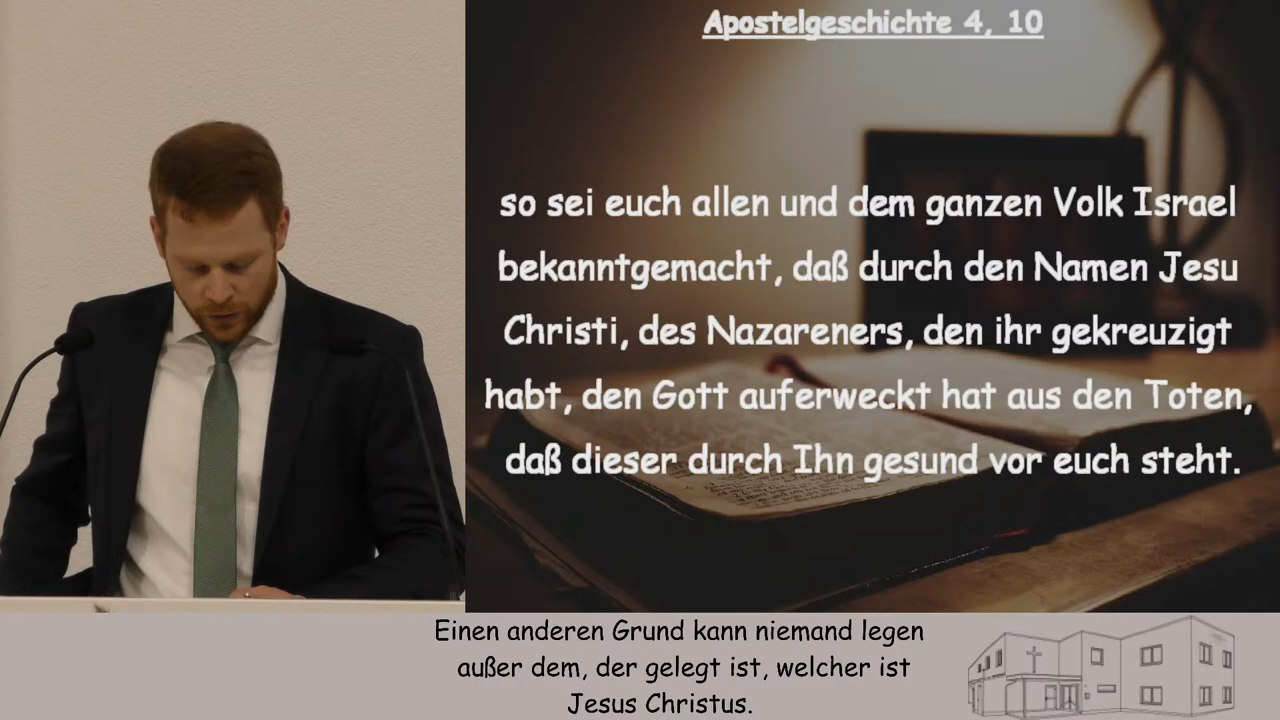 Apostelgeschichte 4, 10
so sei euch allen und dem ganzen Volk Israel
bekanntgemacht, daß durch den Namen Jesu
Christi, des Nazareners, den ihr gekreuzigt
habt, den Gott auferweckt hat aus den Toten,
daß dieser durch Ihn gesund vor euch steht.
Einen anderen Grund kann niemand legen
außer dem, der gelegt ist, welcher ist
Jesus Christus.